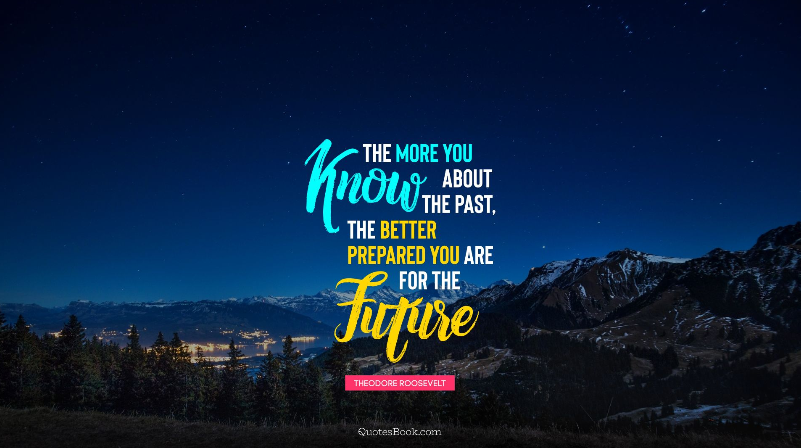 THE MORE YOU
Know ABOUT
THE PAST,
THE BETTER
PREPARED YOU ARE
FOR THE
Future
THEODORE ROOSEVELT
QuotesBook.com